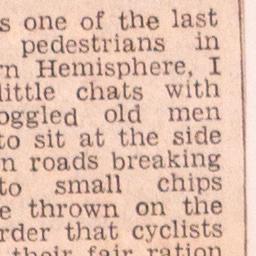 s one of the last
pedestrians in
rn Hemisphere, I
little chats with
oggled old men
to sit at the side
n roads breaking
to small chips
e thrown on the
rder that cyclists
their fair ration